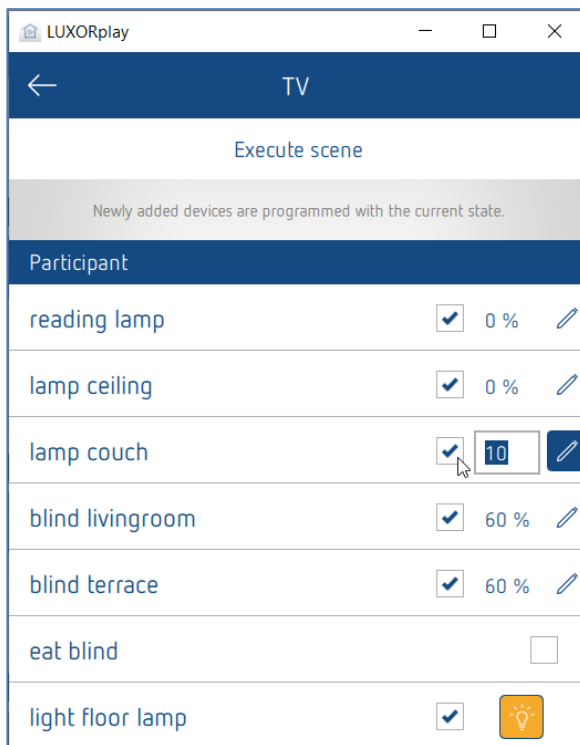 LUXORplay
TV
Execute scene
Newly added devices are programmed with the current state.
Participant
reading lamp 0 %
lamp ceiling 0 %
lamp couch 10
blind livingroom 60 %
blind terrace 60 %
eat blind
light floor lamp